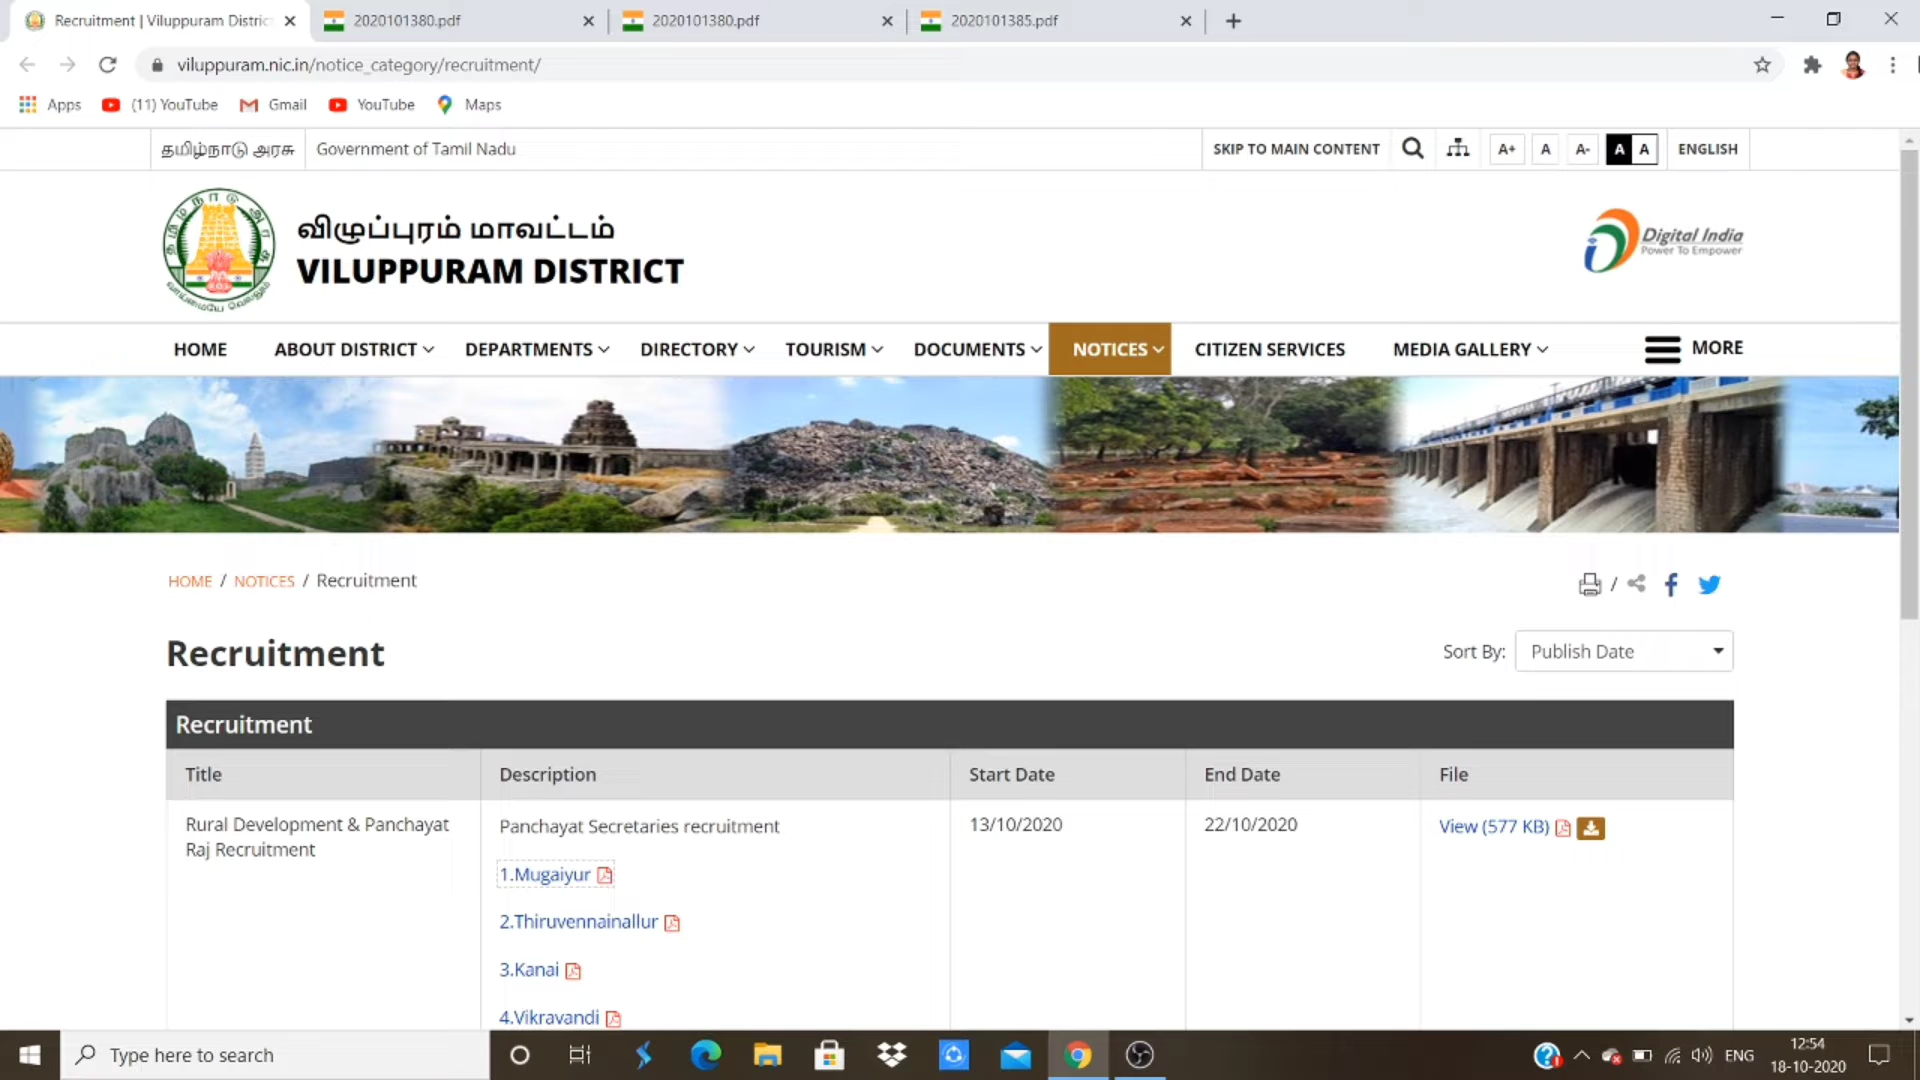 Recruitment | Viluppuram Distric
2020101380.pdf
2020101380.pdf
2020101385.pdf
viluppuram.nic.in/notice_category/recruitment/
Apps
(11) YouTube
Gmail
YouTube
Maps
தமிழ்நாடு அரசு
Government of Tamil Nadu
SKIP TO MAIN CONTENT
A+
A
A-
A
A
ENGLISH
விழுப்புரம் மாவட்டம்
VILUPPURAM DISTRICT
Digital India
Power To Empower
HOME
ABOUT DISTRICT
DEPARTMENTS
DIRECTORY
TOURISM
DOCUMENTS
NOTICES
CITIZEN SERVICES
MEDIA GALLERY
MORE
HOME / NOTICES / Recruitment
/
Recruitment
Sort By: Publish Date
Recruitment
Title
Description
Start Date
End Date
File
Rural Development & Panchayat
Raj Recruitment
Panchayat Secretaries recruitment
1.Mugaiyur
2.Thiruvennainallur
3.Kanai
4.Vikravandi
13/10/2020
22/10/2020
View (577 KB)
Type here to search
ENG
12:54
18-10-2020